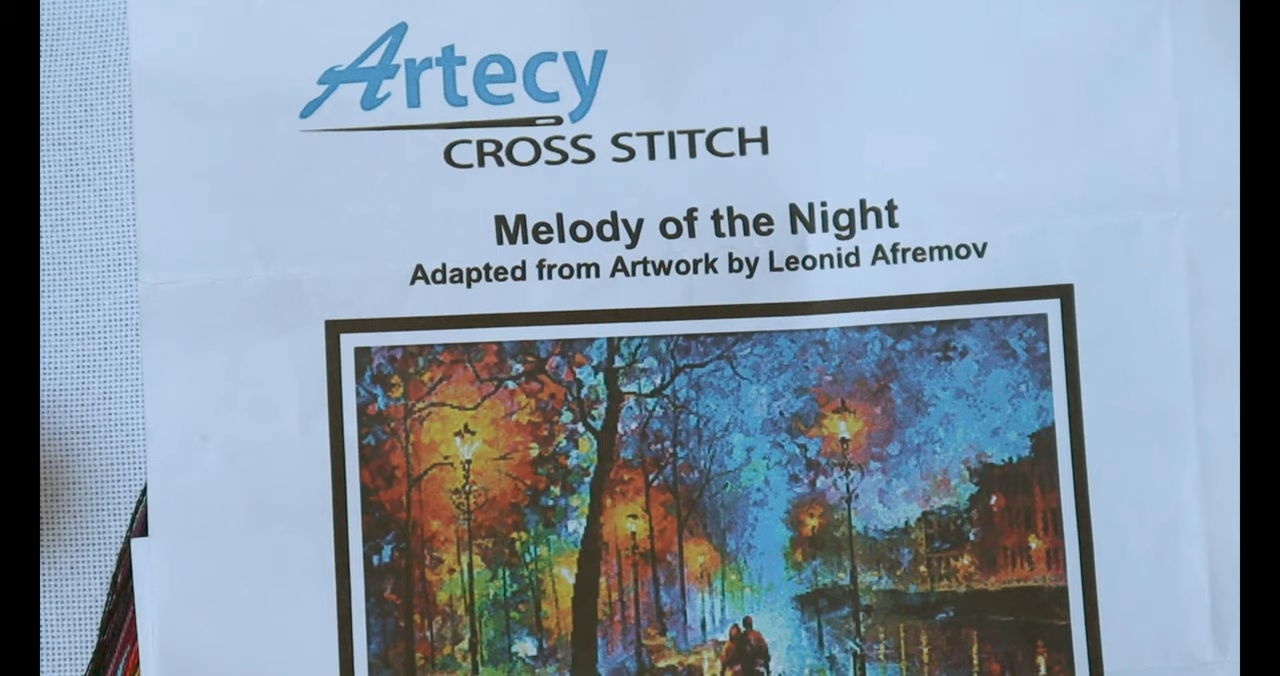 Artecy
CROSS STITCH
Melody of the Night
Adapted from Artwork by Leonid Afremov